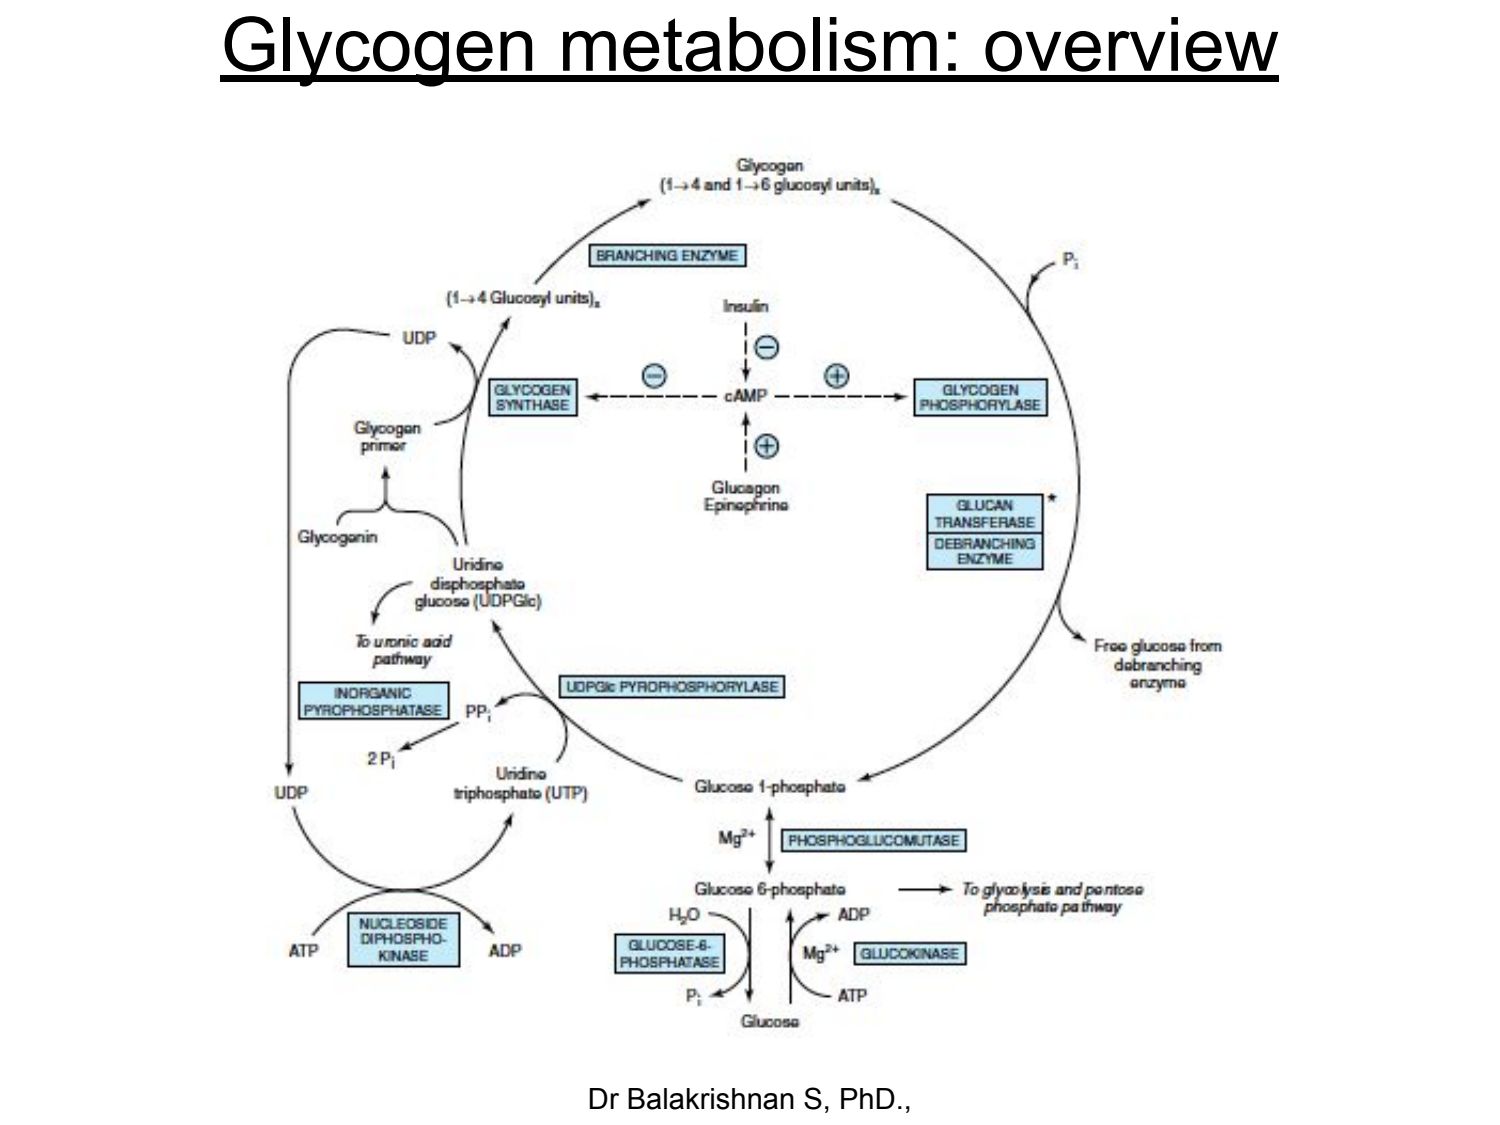 Glycogen metabolism: overview
Glycogen
(1→4 and 1→6 glucosyl units)x
BRANCHING ENZYME
Pi
(1→4 Glucosyl units)x
Insulin
UDP
−
−
+
GLYCOGEN
SYNTHASE
cAMP
GLYCOGEN
PHOSPHORYLASE
Glycogen
primer
+
Glucagon
Epinephrine
GLUCAN
TRANSFERASE
*
DEBRANCHING
ENZYME
Glycogenin
Uridine
disphosphate
glucose (UDPGlc)
To uronic acid
pathway
Free glucose from
debranching
enzyme
UDPGlc PYROPHOSPHORYLASE
INORGANIC
PYROPHOSPHATASE
PPi
2 Pi
Uridine
triphosphate (UTP)
UDP
Glucose 1-phosphate
Mg2+
PHOSPHOGLUCOMUTASE
Glucose 6-phosphate
To glycolysis and pentose
phosphate pathway
H2O
ADP
NUCLEOSIDE
DIPHOSPHO-
KINASE
ATP
ADP
GLUCOSE-6-
PHOSPHATASE
Mg2+
GLUCOKINASE
Pi
ATP
Glucose
Dr Balakrishnan S, PhD.,